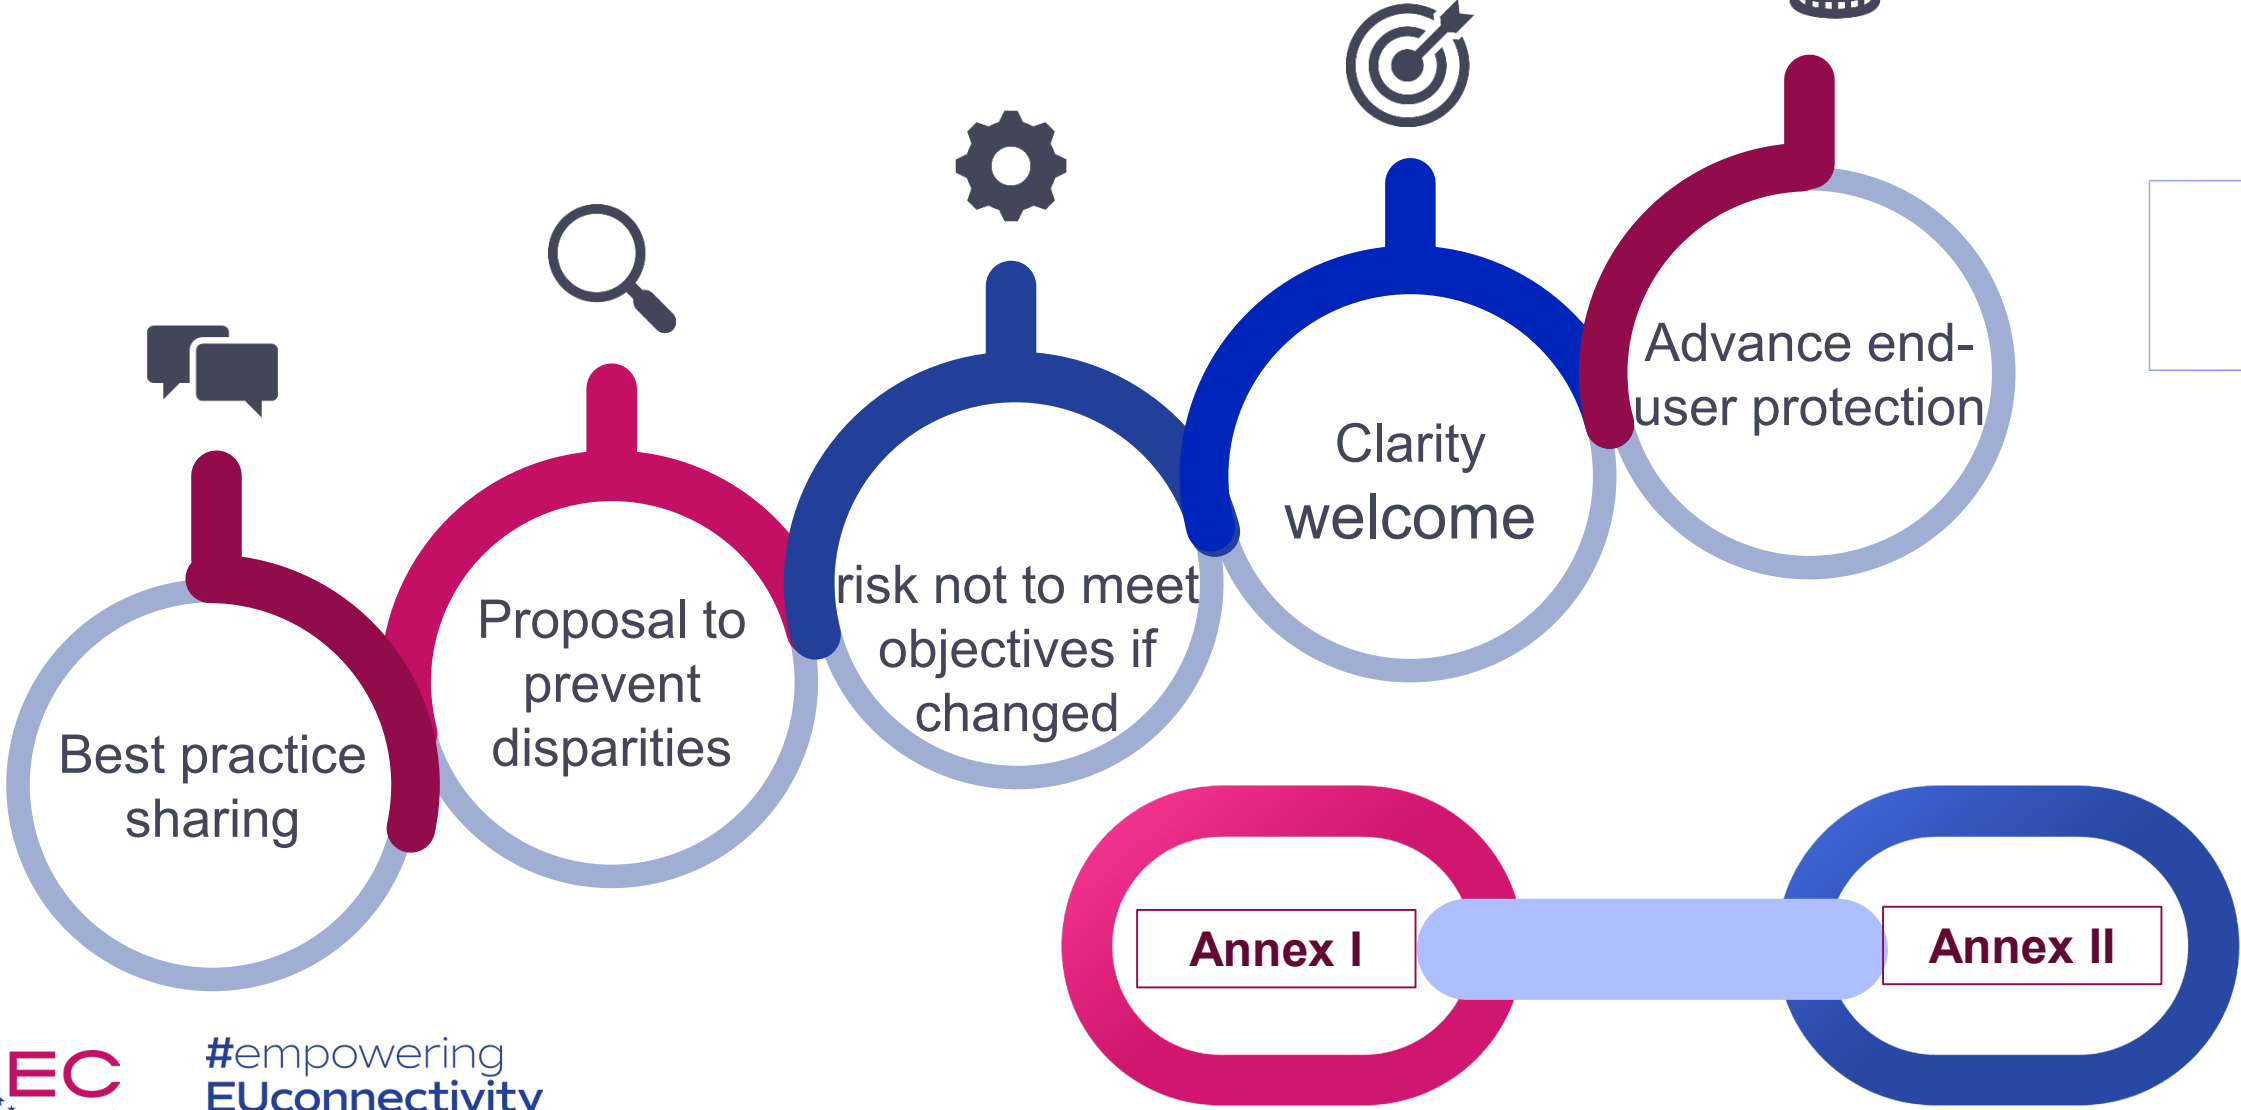 Best practice
sharing
Proposal to
prevent
disparities
risk not to meet
objectives if
changed
Clarity
welcome
Advance end-
user protection
Annex I
Annex II
EC
#empowering
EUconnectivity